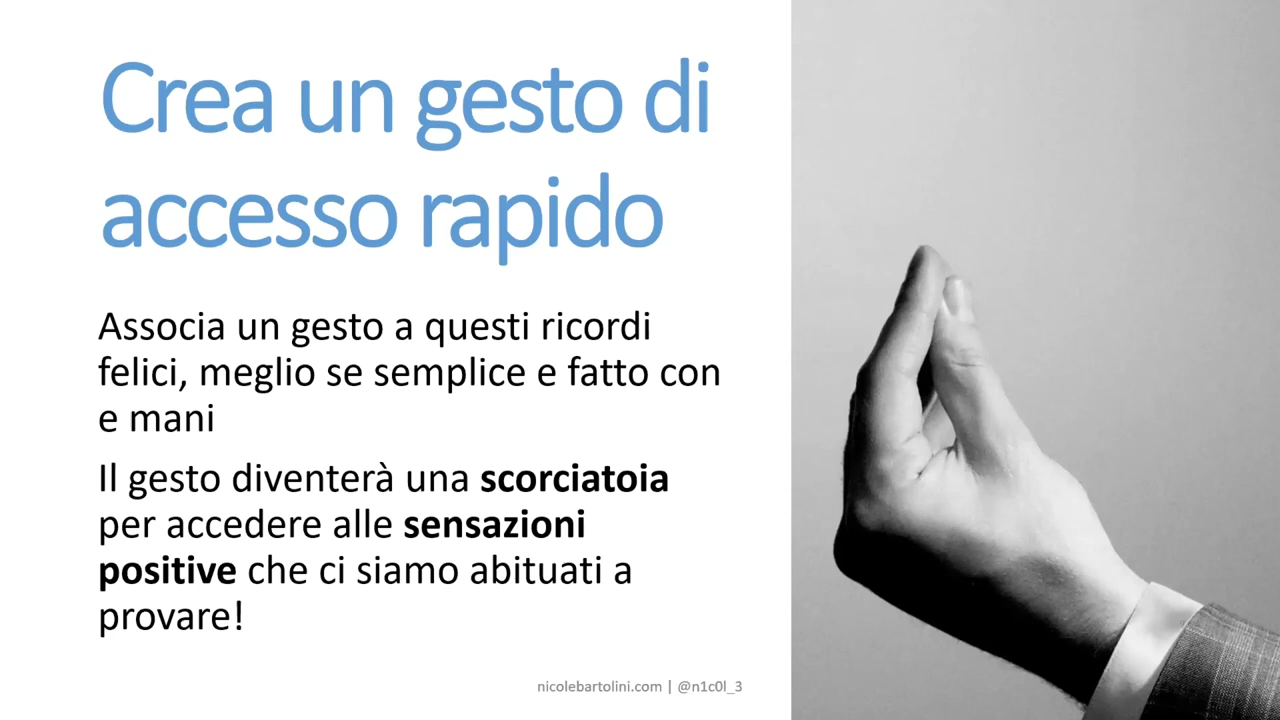 Crea un gesto di
accesso rapido
Associa un gesto a questi ricordi
felici, meglio se semplice e fatto con
e mani
Il gesto diventerà una scorciatoia
per accedere alle sensazioni
positive che ci siamo abituati a
provare!
nicolebartolini.com | @n1c0l_3